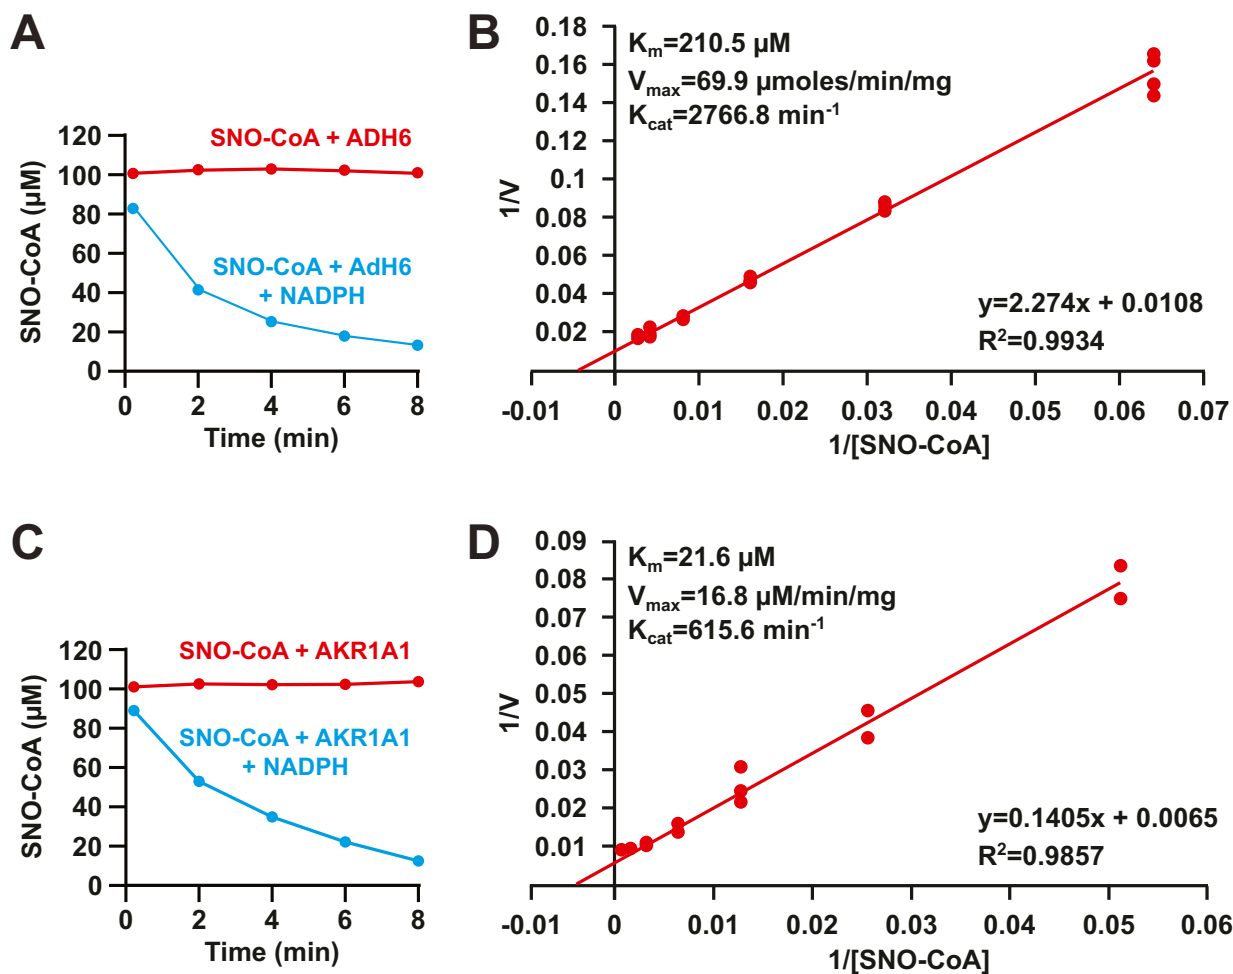 A
SNO-CoA (µM)
120
100
80
60
40
20
0
SNO-CoA + ADH6
SNO-CoA + AdH6
+ NADPH
0 2 4 6 8
Time (min)
B
1/V
0.18
0.16
0.14
0.12
0.1
0.08
0.06
0.04
0.02
Km=210.5 µM
Vmax=69.9 µmoles/min/mg
Kcat=2766.8 min-1
y=2.274x + 0.0108
R2=0.9934
-0.01 0 0.01 0.02 0.03 0.04 0.05 0.06 0.07
1/[SNO-CoA]
C
SNO-CoA (µM)
120
100
80
60
40
20
0
SNO-CoA + AKR1A1
SNO-CoA + AKR1A1
+ NADPH
0 2 4 6 8
Time (min)
D
1/V
0.09
0.08
0.07
0.06
0.05
0.04
0.03
0.02
0.01
Km=21.6 µM
Vmax=16.8 µM/min/mg
Kcat=615.6 min-1
y=0.1405x + 0.0065
R2=0.9857
-0.01 0 0.01 0.02 0.03 0.04 0.05 0.06
1/[SNO-CoA]